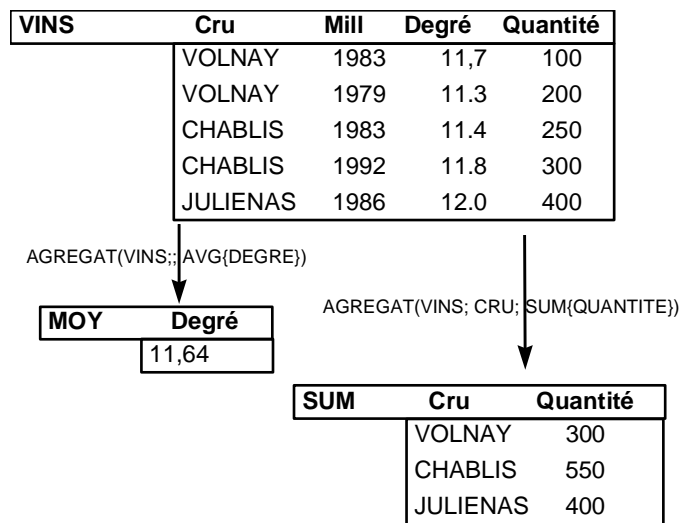 VINS Cru Mill Degré Quantité
VOLNAY 1983 11,7 100
VOLNAY 1979 11.3 200
CHABLIS 1983 11.4 250
CHABLIS 1992 11.8 300
JULIENAS 1986 12.0 400
AGREGAT(VINS;; AVG{DEGRE})
AGREGAT(VINS; CRU; SUM{QUANTITE})
MOY Degré
11,64
SUM Cru Quantité
VOLNAY 300
CHABLIS 550
JULIENAS 400